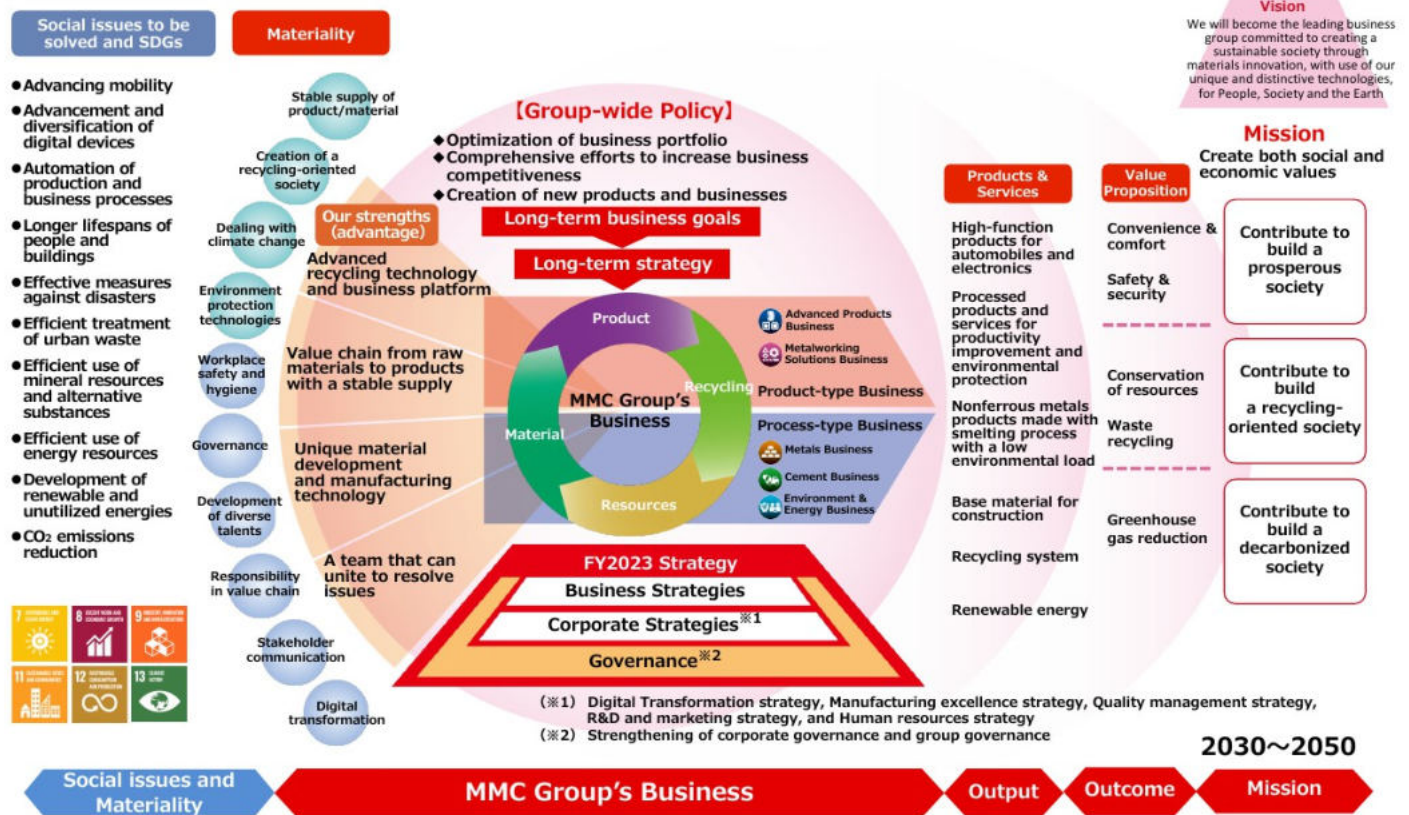 Social issues to be
solved and SDGs
●Advancing mobility
●Advancement and
diversification of
digital devices
●Automation of
production and
business processes
●Longer lifespans of
people and
buildings
●Effective measures
against disasters
●Efficient treatment
of urban waste
●Efficient use of
mineral resources
and alternative
substances
●Efficient use of
energy resources
●Development of
renewable and
unutilized energies
●CO₂ emissions
reduction
7
8 DECENT WORK AND
ECONOMIC GROWTH
9
11
12
13 CLIMATE
ACTION
Materiality
Stable supply of
product/material
Creation of a
recycling-oriented
society
Dealing with
climate change
Environment
protection
technologies
Workplace
safety and
hygiene
Governance
Development
of diverse
talents
Responsibility
in value chain
Stakeholder
communication
Digital
transformation
Our strengths
(advantage)
Advanced
recycling technology
and business platform
Value chain from raw
materials to products
with a stable supply
Unique material
development
and manufacturing
technology
A team that can
unite to resolve
issues
【Group-wide Policy】
◆Optimization of business portfolio
◆Comprehensive efforts to increase business
competitiveness
◆Creation of new products and businesses
Long-term business goals
Long-term strategy
Product
Recycling
Resources
Material
MMC Group's
Business
Advanced Products
Business
Metalworking
Solutions Business
Product-type Business
Process-type Business
Metals Business
Cement Business
Environment &
Energy Business
FY2023 Strategy
Business Strategies
Corporate Strategies※1
Governance※2
(※1) Digital Transformation strategy, Manufacturing excellence strategy, Quality management strategy,
R&D and marketing strategy, and Human resources strategy
(※2) Strengthening of corporate governance and group governance
Products &
Services
High-function
products for
automobiles and
electronics
Processed
products and
services for
productivity
improvement and
environmental
protection
Nonferrous metals
products made with
smelting process
with a low
environmental load
Base material for
construction
Recycling system
Renewable energy
Value
Proposition
Convenience &
comfort
Safety &
security
Conservation
of resources
Waste
recycling
Greenhouse
gas reduction
Vision
We will become the leading business
group committed to creating a
sustainable society through
materials innovation, with use of our
unique and distinctive technologies,
for People, Society and the Earth
Mission
Create both social and
economic values
Contribute to
build a
prosperous
society
Contribute to
build
a recycling-
oriented society
Contribute to
build a
decarbonized
society
2030～2050
Social issues and
Materiality
MMC Group's Business
Output
Outcome
Mission